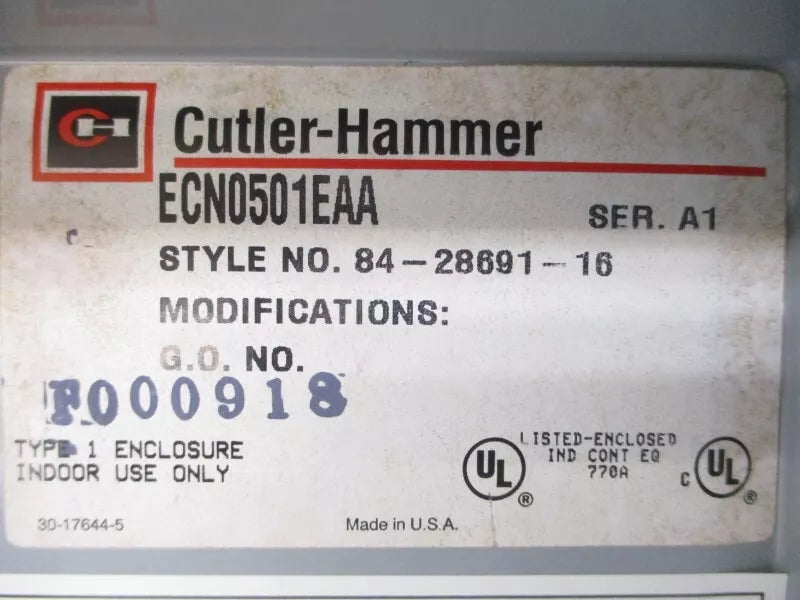 CH
Cutler-Hammer
ECN0501EAA
SER. A1
STYLE NO. 84-28691-16
MODIFICATIONS:
G.O. NO.
F000918
TYPE 1 ENCLOSURE
INDOOR USE ONLY
UL ®
LISTED-ENCLOSED
IND CONT EQ
770A
C UL ®
30-17644-5
Made in U.S.A.